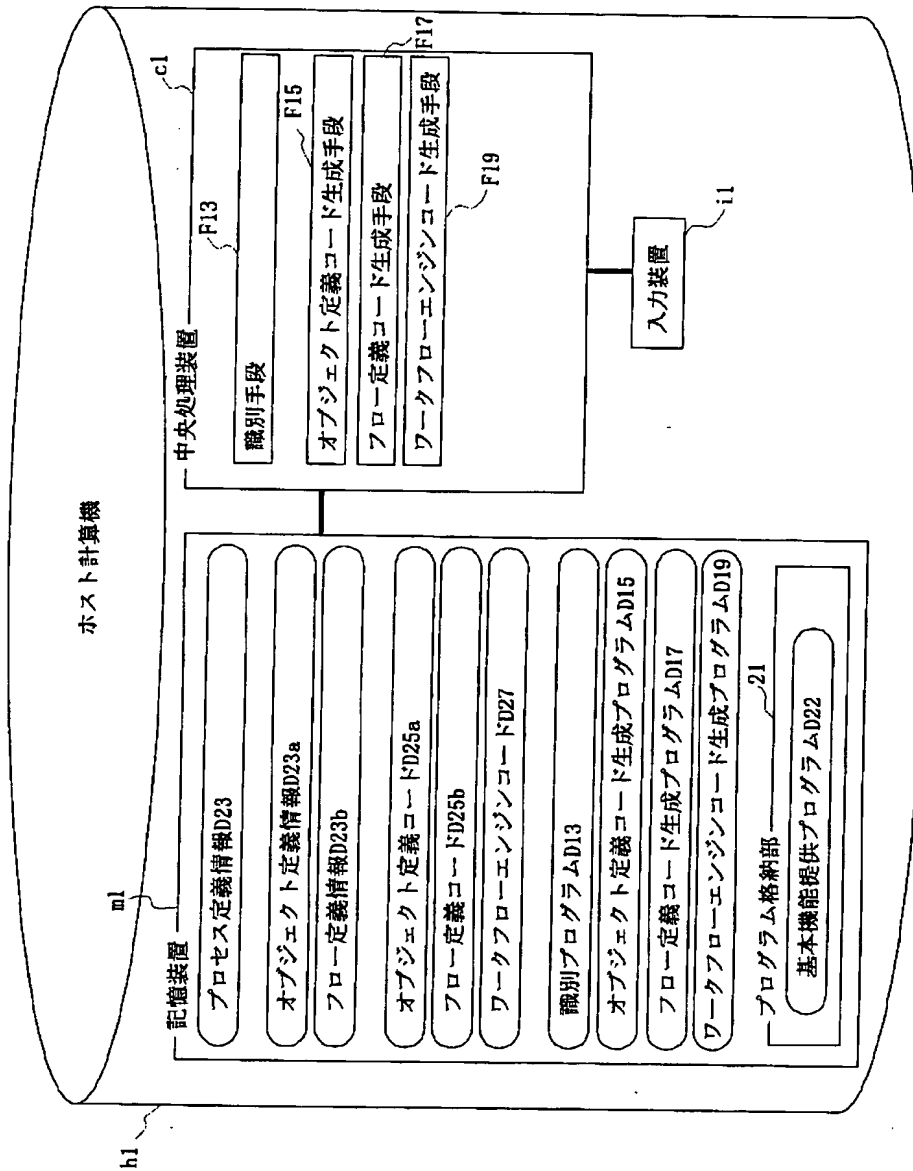 ホスト計算機
h1
記憶装置
m1
プロセス定義情報D23
オブジェクト定義情報D23a
フロー定義情報D23b
オブジェクト定義コードD25a
フロー定義コードD25b
ワークフローエンジンコードD27
識別プログラムD13
オブジェクト定義コード生成プログラムD15
フロー定義コード生成プログラムD17
ワークフローエンジンコード生成プログラムD19
プログラム格納部
21
基本機能提供プログラムD22
中央処理装置
c1
F13
識別手段
F15
オブジェクト定義コード生成手段
フロー定義コード生成手段
F17
ワークフローエンジンコード生成手段
F19
入力装置
i1